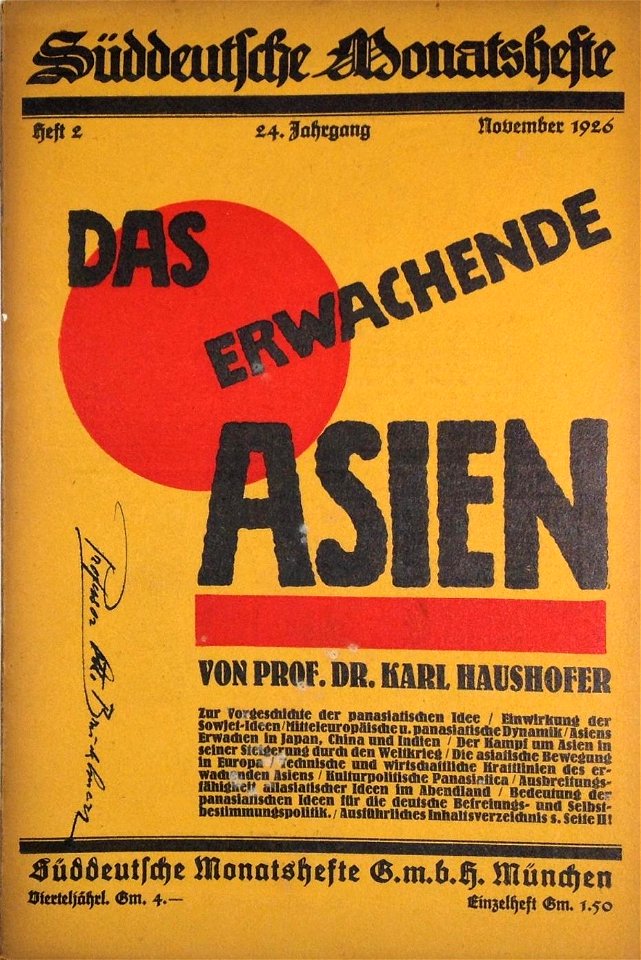 Süddeutsche Monatshefte
Heft 2 24. Jahrgang November 1926
DAS
ERWACHENDE
ASIEN
VON PROF. DR. KARL HAUSHOFER
Zur Vorgeschichte der panasiatischen Idee / Einwirkung der
Sowjet-Ideen/Mitteleuropäische u. panasiatische Dynamik/Asiens
Erwachen in Japan, China und Indien / Der Kampf um Asien in
seiner Steigerung durch den Weltkrieg / Die asiatische Bewegung
in Europa / Technische und wirtschaftliche Kraftlinien des er-
wachenden Asiens / Kulturpolitische Panasiatica / Ausbreitungs-
fähigkeit altasiatischer Ideen im Abendland / Bedeutung der
panasiatischen Ideen für die deutsche Befreiungs- und Selbst-
bestimmungspolitik. / Ausführliches Inhaltsverzeichnis s. Seite II!
Professor
Süddeutsche Monatshefte G.m.b.H. München
Vierteljährl. Gm. 4.— Einzelheft Gm. 1.50